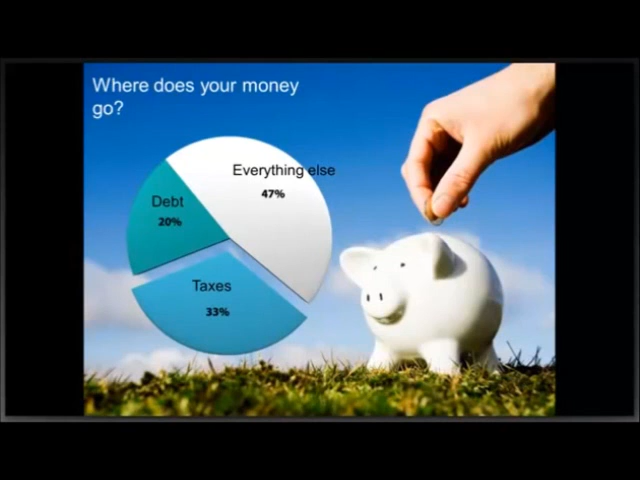 Where does your money
go?
Everything else
47%
Debt
20%
Taxes
33%